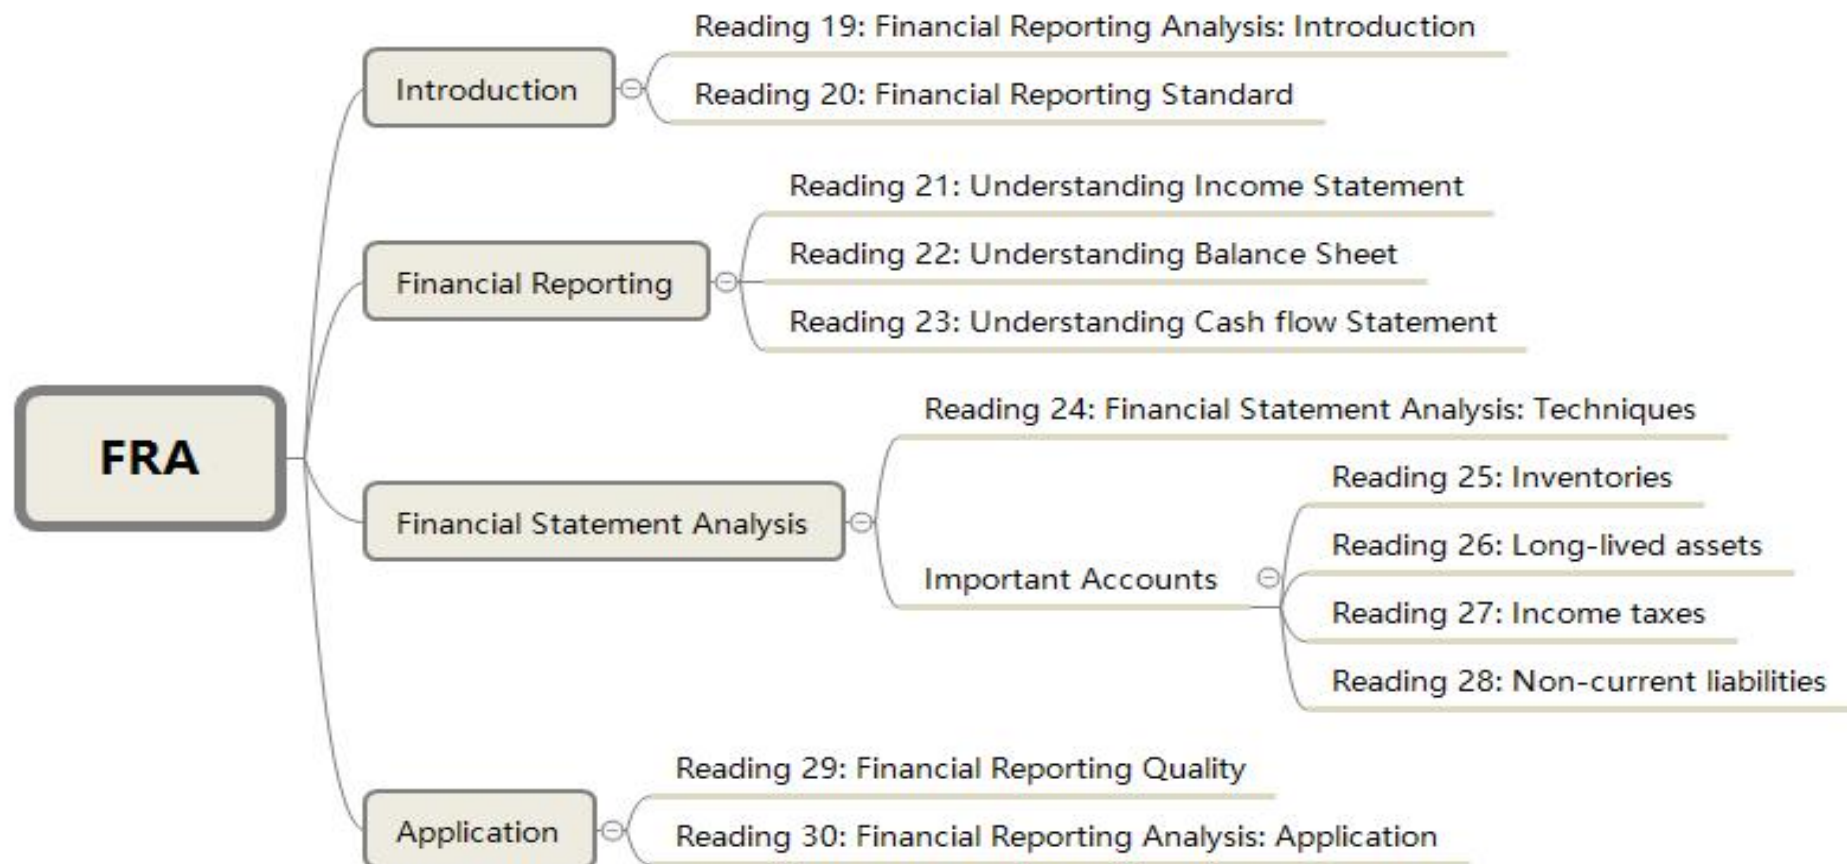 FRA
Introduction
Reading 19: Financial Reporting Analysis: Introduction
Reading 20: Financial Reporting Standard
Financial Reporting
Reading 21: Understanding Income Statement
Reading 22: Understanding Balance Sheet
Reading 23: Understanding Cash flow Statement
Financial Statement Analysis
Reading 24: Financial Statement Analysis: Techniques
Important Accounts
Reading 25: Inventories
Reading 26: Long-lived assets
Reading 27: Income taxes
Reading 28: Non-current liabilities
Application
Reading 29: Financial Reporting Quality
Reading 30: Financial Reporting Analysis: Application